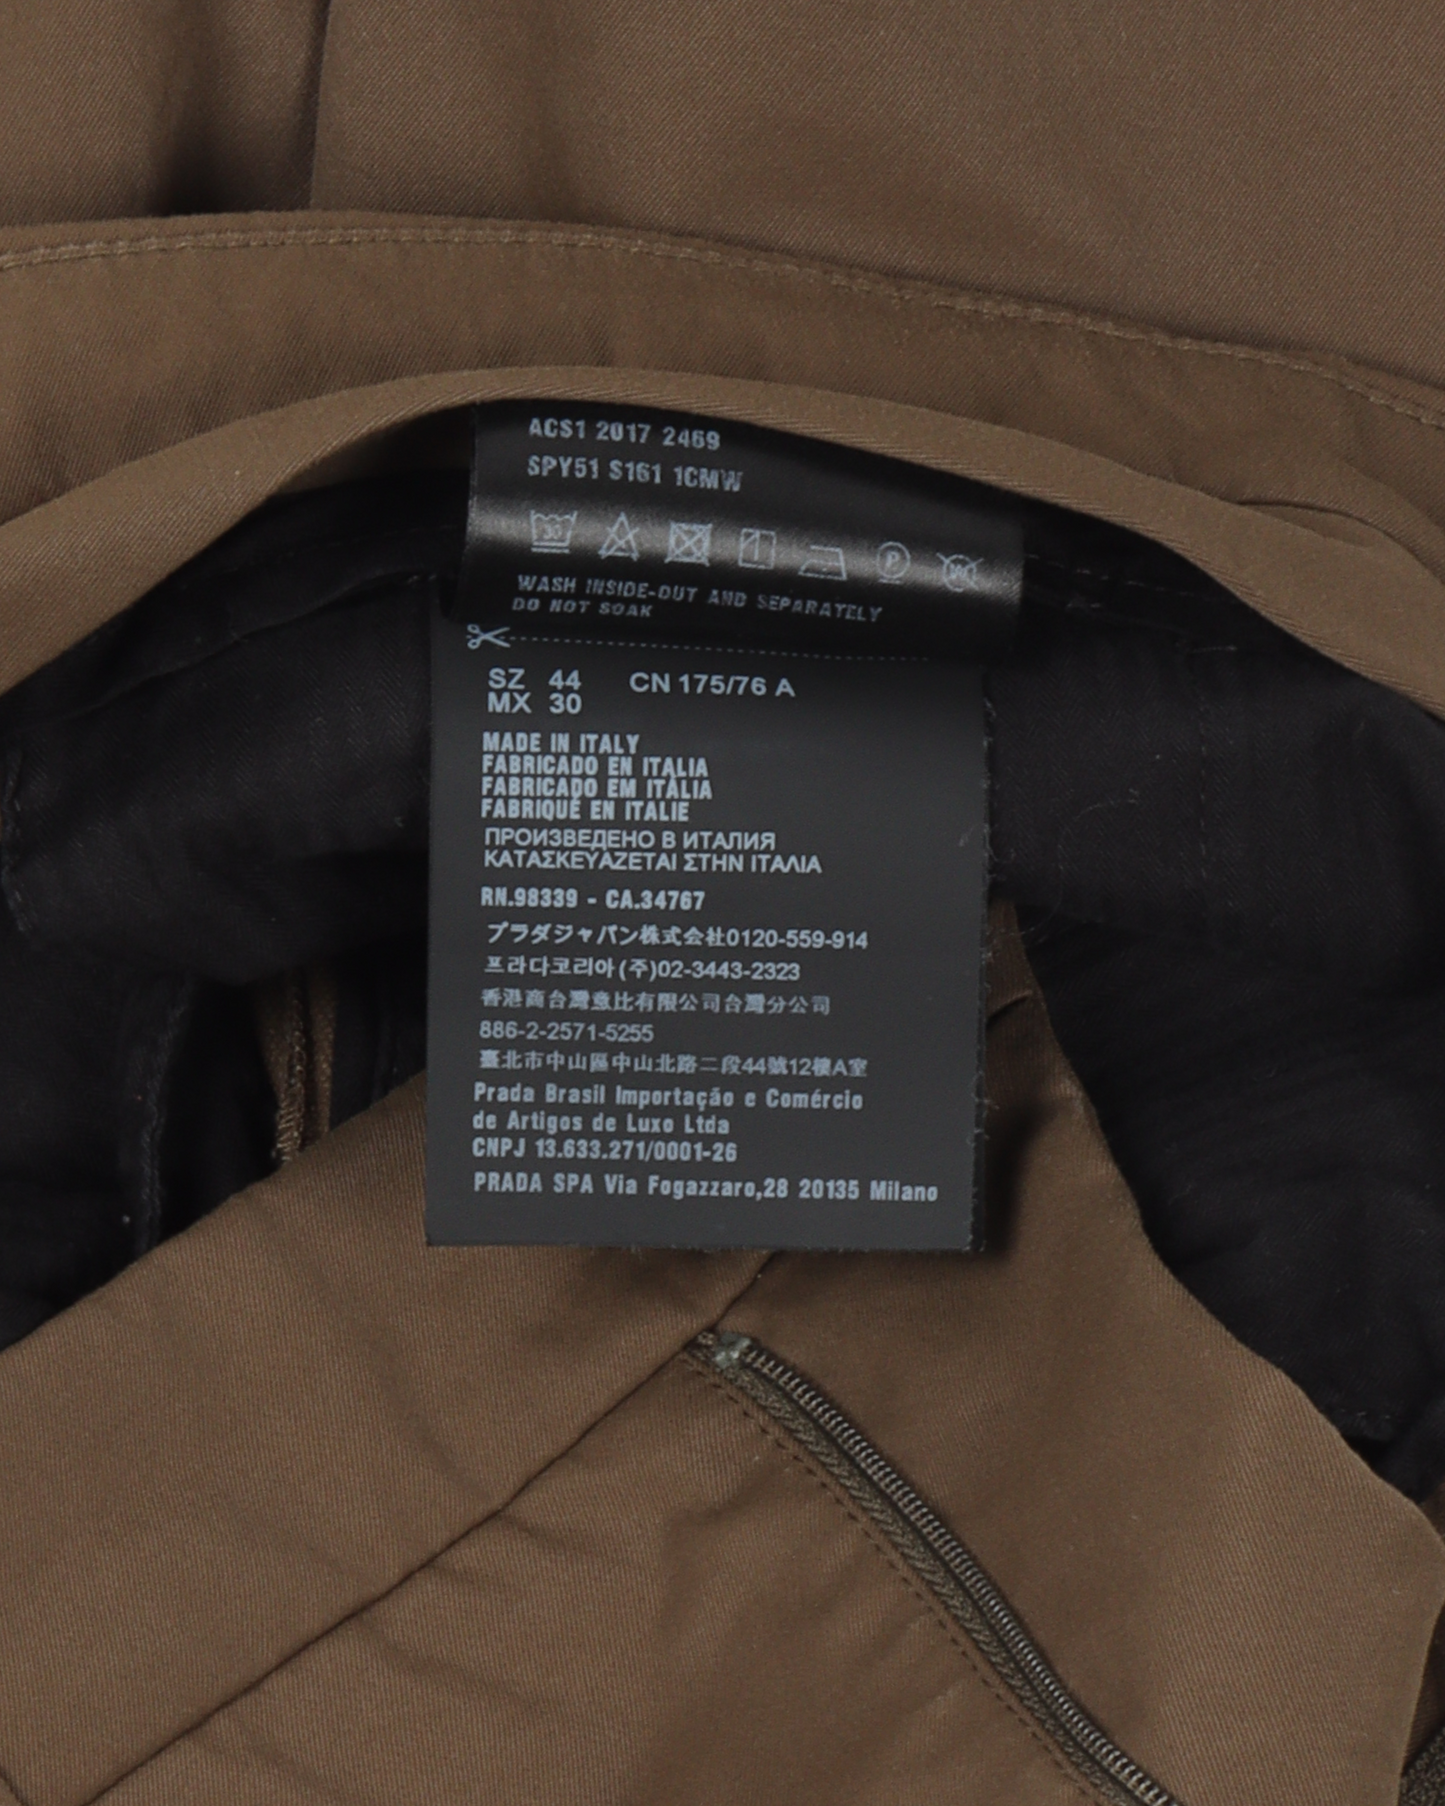 ACS1 2017 2469
SPY51 S161 1CMW
30 P W
WASH INSIDE-OUT AND SEPARATELY
DO NOT SOAK
SZ 44 CN 175/76 A
MX 30
MADE IN ITALY
FABRICADO EN ITALIA
FABRICADO EM ITÁLIA
FABRIQUÉ EN ITALIE
ПРОИЗВЕДЕНО В ИТАЛИЯ
ΚΑΤΑΣΚΕΥΑΖΕΤΑΙ ΣΤΗΝ ΙΤΑΛΙΑ
RN.98339 - CA.34767
プラダジャパン株式会社0120-559-914
프라다코리아(주)02-3443-2323
香港商台灣意比有限公司台灣分公司
886-2-2571-5255
臺北市中山區中山北路二段44號12樓A室
Prada Brasil Importação e Comércio
de Artigos de Luxo Ltda
CNPJ 13.633.271/0001-26
PRADA SPA Via Fogazzaro,28 20135 Milano